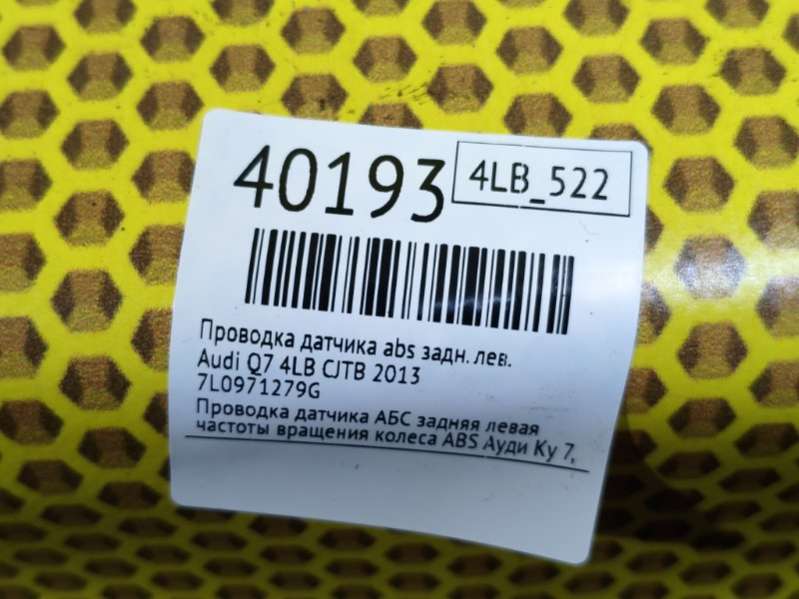 40193
4LB_522
Проводка датчика abs задн. лев.
Audi Q7 4LB CJTB 2013
7L0971279G
Проводка датчика АБС задняя левая
частоты вращения колеса ABS Ауди Ку 7,